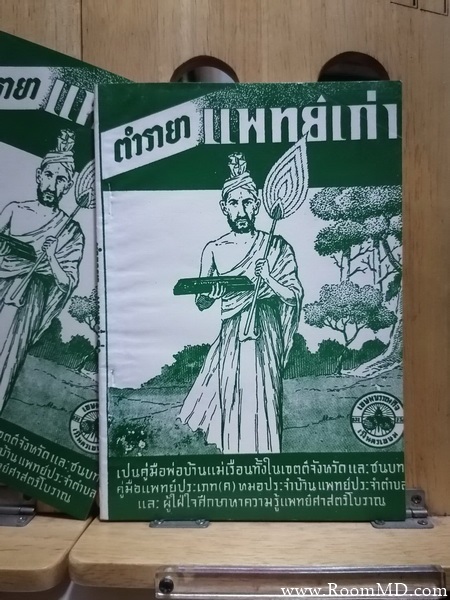 ตำรายา แพทย์เก่า
เปนคู่มือพ่อบ้านแม่เรือนทั้งในเขตต์จังหวัดและชนบท
คู่มือแพทย์ประเภท(ค)หมอประจำบ้านแพทย์ประจำตำบล
และผู้ใฝ่ใจศึกษาหาความรู้แพทย์ศาสตร์โบราณ
www.RoomMD.com